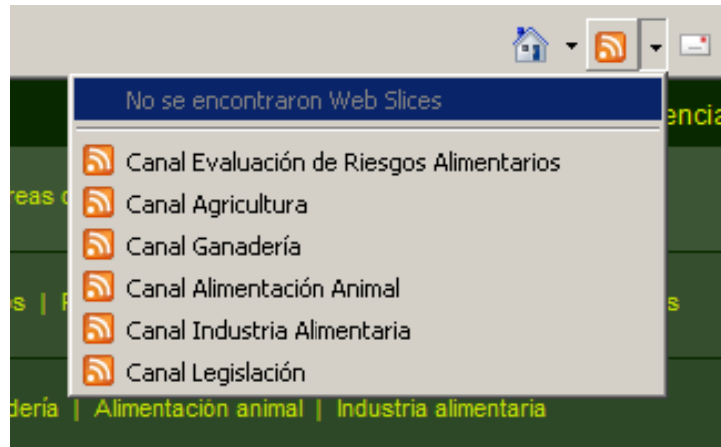 No se encontraron Web Slices
Canal Evaluación de Riesgos Alimentarios
Canal Agricultura
Canal Ganadería
Canal Alimentación Animal
Canal Industria Alimentaria
Canal Legislación
| Alimentación animal | Industria alimentaria